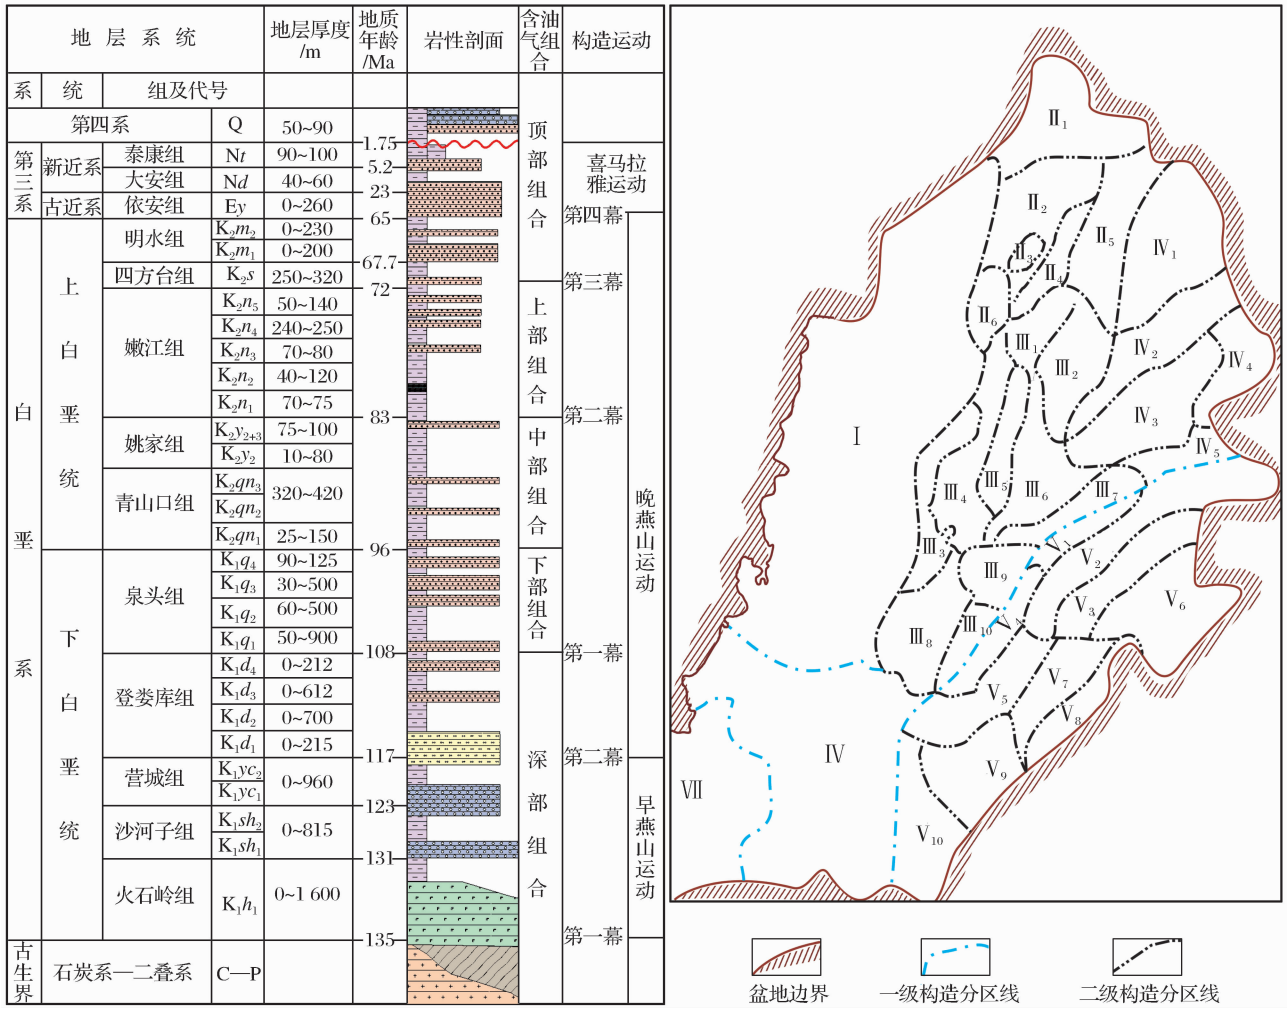 地层系统 地层厚度/m 地质年龄/Ma 岩性剖面 含油气组合 构造运动
系 统 组及代号
第四系 Q 50~90
1.75
第三系 新近系 泰康组 Nt 90~100
5.2
大安组 Nd 40~60
23
古近系 依安组 Ey 0~260
65
白垩系 上白垩统 明水组 K₂m₂ 0~230
K₂m₁ 0~200
67.7
四方台组 K₂s 250~320
72
嫩江组 K₂n₅ 50~140
K₂n₄ 240~250
K₂n₃ 70~80
K₂n₂ 40~120
K₂n₁ 70~75
83
姚家组 K₂y₂₊₃ 75~100
K₂y₂ 10~80
青山口组 K₂qn₃ 320~420
K₂qn₂
K₂qn₁ 25~150
96
下白垩统 泉头组 K₁q₄ 90~125
K₁q₃ 30~500
K₁q₂ 60~500
K₁q₁ 50~900
108
登娄库组 K₁d₄ 0~212
K₁d₃ 0~612
K₁d₂ 0~700
K₁d₁ 0~215
117
营城组 K₁yc₂ 0~960
K₁yc₁
123
沙河子组 K₁sh₂ 0~815
K₁sh₁
131
火石岭组 K₁h₁ 0~1 600
135
古生界 石炭系—二叠系 C—P
顶部组合
上部组合
中部组合
下部组合
深部组合
喜马拉雅运动
第四幕
第三幕
第二幕
第一幕
第二幕
第一幕
晚燕山运动
早燕山运动
Ⅱ₁
Ⅱ₂
Ⅱ₅
Ⅳ₁
Ⅱ₃
Ⅱ₄
Ⅱ₆
Ⅲ₁
Ⅲ₂
Ⅳ₂
Ⅳ₄
Ⅳ₃
Ⅰ
Ⅳ₅
Ⅲ₄
Ⅲ₅
Ⅲ₆
Ⅲ₇
Ⅲ₃
Ⅲ₉
Ⅴ₁
Ⅴ₂
Ⅴ₃
Ⅴ₆
Ⅲ₈
Ⅲ₁₀
Ⅴ₄
Ⅴ₅
Ⅴ₇
Ⅴ₈
Ⅳ
Ⅶ
Ⅴ₉
Ⅴ₁₀
盆地边界 一级构造分区线 二级构造分区线